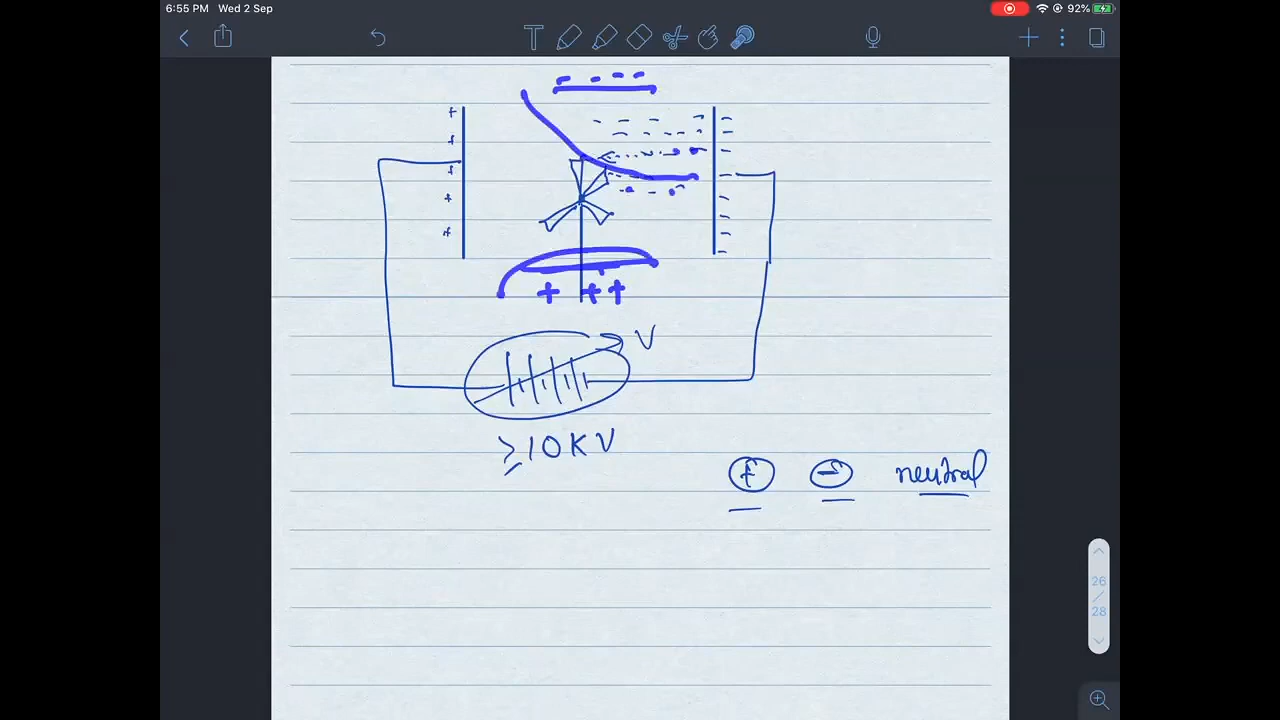 6:55 PM Wed 2 Sep
92%
T
- - - -
+ + + + +
- - - - - - - -
+ ++
V
≥10KV
+ - neutral
26
/
28